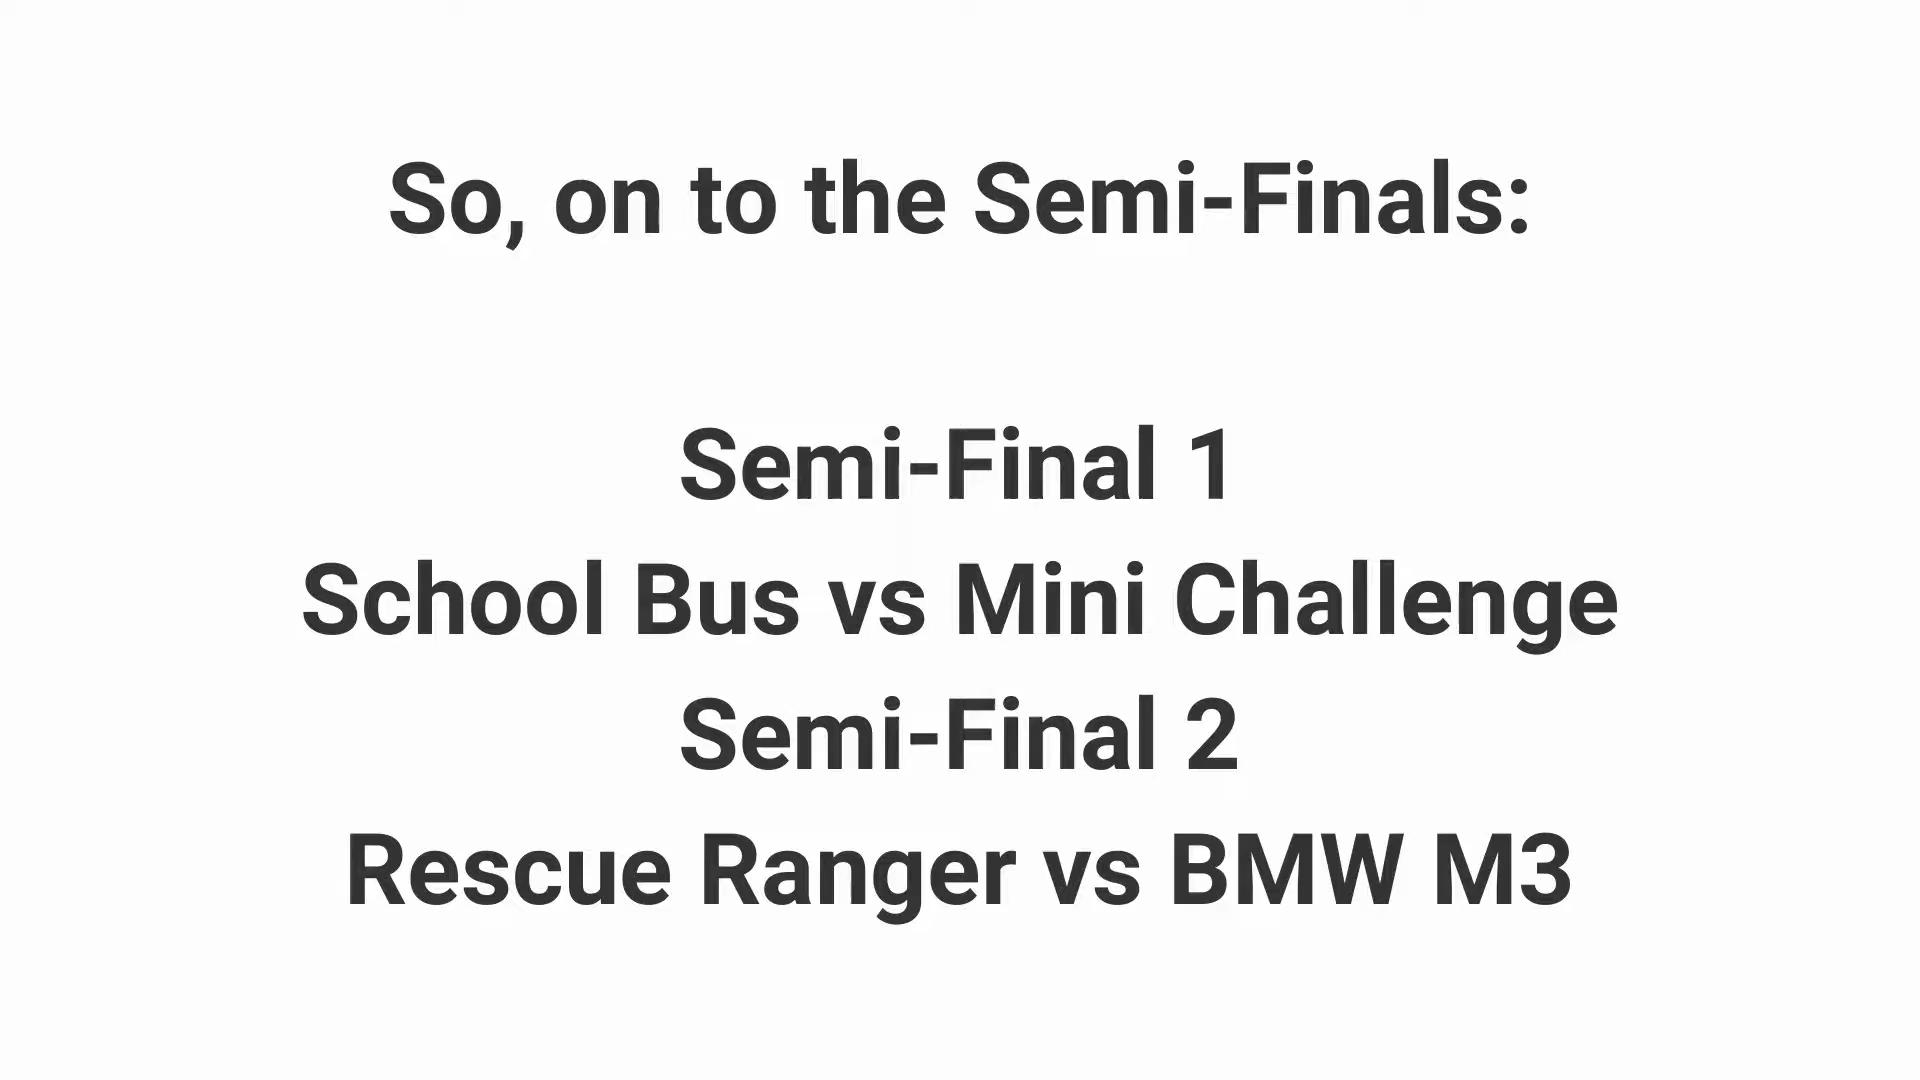 So, on to the Semi-Finals:
Semi-Final 1
School Bus vs Mini Challenge
Semi-Final 2
Rescue Ranger vs BMW M3